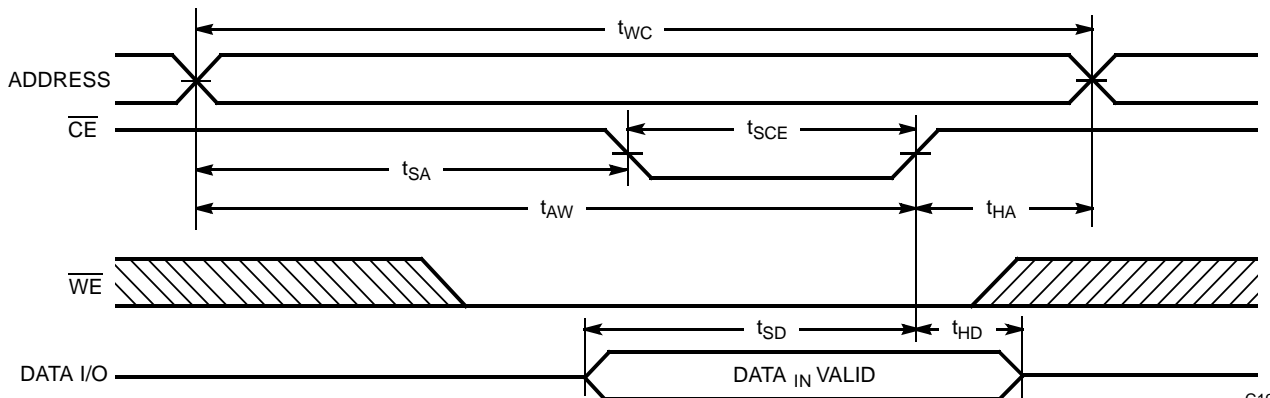 tWC
ADDRESS
CE
tSCE
tSA
tAW
tHA
WE
tSD
tHD
DATA I/O
DATA IN VALID